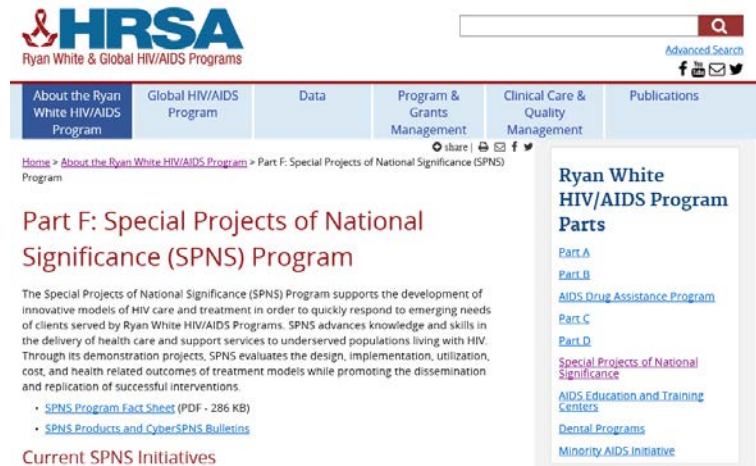 HRSA
Ryan White & Global HIV/AIDS Programs
Advanced Search
About the Ryan
White HIV/AIDS
Program
Global HIV/AIDS
Program
Data
Program &
Grants
Management
Clinical Care &
Quality
Management
Publications
share |
Home > About the Ryan White HIV/AIDS Program > Part F: Special Projects of National Significance (SPNS)
Program
Part F: Special Projects of National
Significance (SPNS) Program
The Special Projects of National Significance (SPNS) Program supports the development of
innovative models of HIV care and treatment in order to quickly respond to emerging needs
of clients served by Ryan White HIV/AIDS Programs. SPNS advances knowledge and skills in
the delivery of health care and support services to underserved populations living with HIV.
Through its demonstration projects, SPNS evaluates the design, implementation, utilization,
cost, and health related outcomes of treatment models while promoting the dissemination
and replication of successful interventions.
• SPNS Program Fact Sheet (PDF - 286 KB)
• SPNS Products and CyberSPNS Bulletins
Current SPNS Initiatives
Ryan White
HIV/AIDS Program
Parts
Part A
Part B
AIDS Drug Assistance Program
Part C
Part D
Special Projects of National
Significance
AIDS Education and Training
Centers
Dental Programs
Minority AIDS Initiative